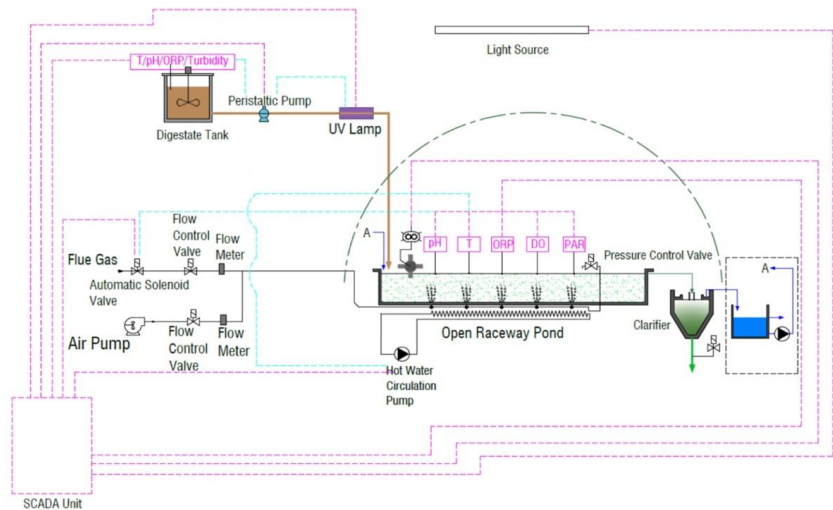 Light Source
T/pH/ORP/Turbidity
Peristaltic Pump
Digestate Tank
UV Lamp
A
pH
T
ORP
DO
PAR
Flow
Control
Valve
Flow
Meter
Flue Gas
Automatic Solenoid
Valve
Pressure Control Valve
A
Air Pump
Flow
Control
Valve
Flow
Meter
Open Raceway Pond
Clarifier
Hot Water
Circulation
Pump
SCADA Unit